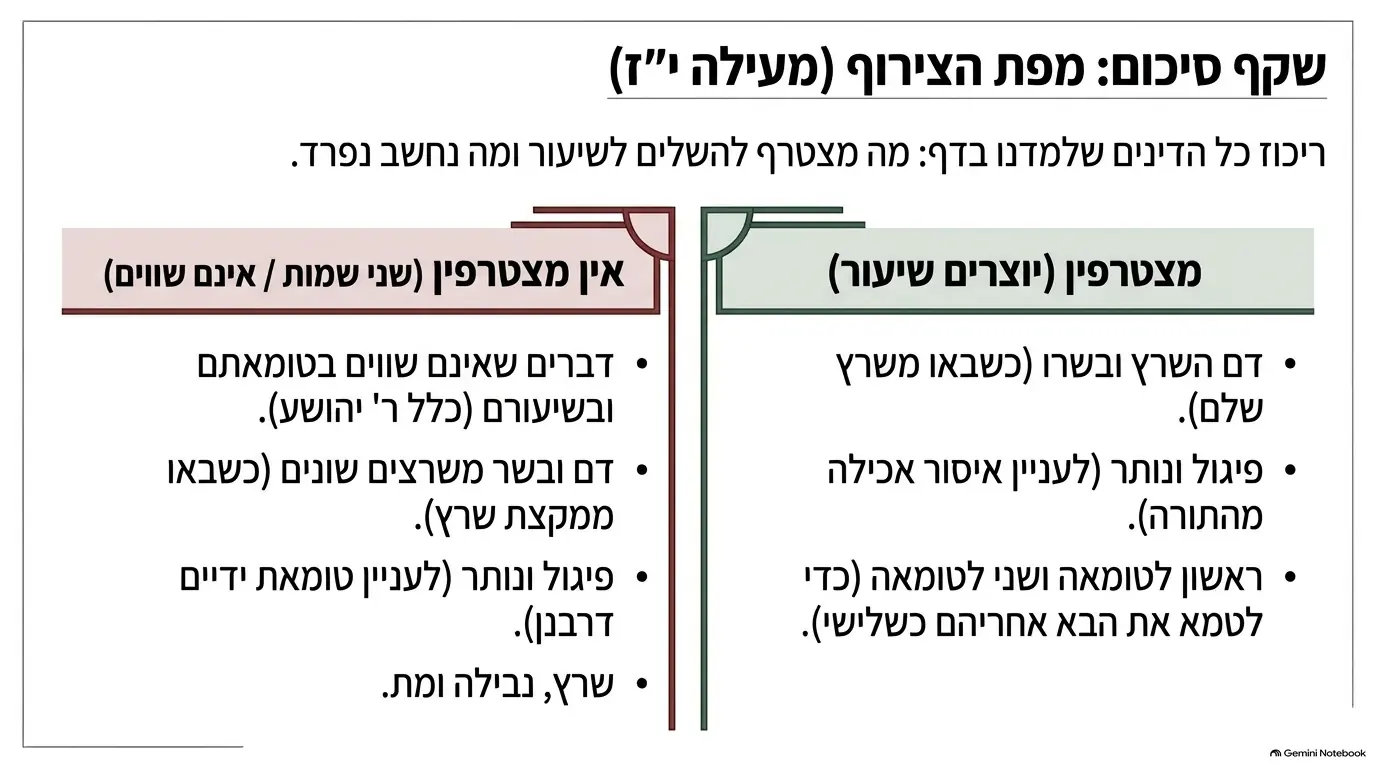 שקף סיכום: מפת הצירוף (מעילה י״ז)
ריכוז כל הדינים שלמדנו בדף: מה מצטרף להשלים לשיעור ומה נחשב נפרד.
מצטרפין (יוצרים שיעור)
• דם השרץ ובשרו (כשבאו משרץ
שלם).
• פיגול ונותר (לעניין איסור אכילה
מהתורה).
• ראשון לטומאה ושני לטומאה (כדי
לטמא את הבא אחריהם כשלישי).
אין מצטרפין (שני שמות / אינם שווים)
• דברים שאינם שווים בטומאתם
ובשיעורם (כלל ר' יהושע).
• דם ובשר משרצים שונים (כשבאו
ממקצת שרץ).
• פיגול ונותר (לעניין טומאת ידיים
דרבנן).
• שרץ, נבילה ומת.
Gemini Notebook